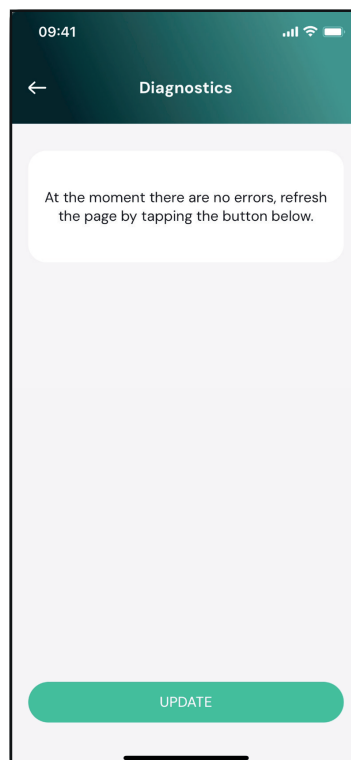 09:41
Diagnostics
At the moment there are no errors, refresh
the page by tapping the button below.
UPDATE